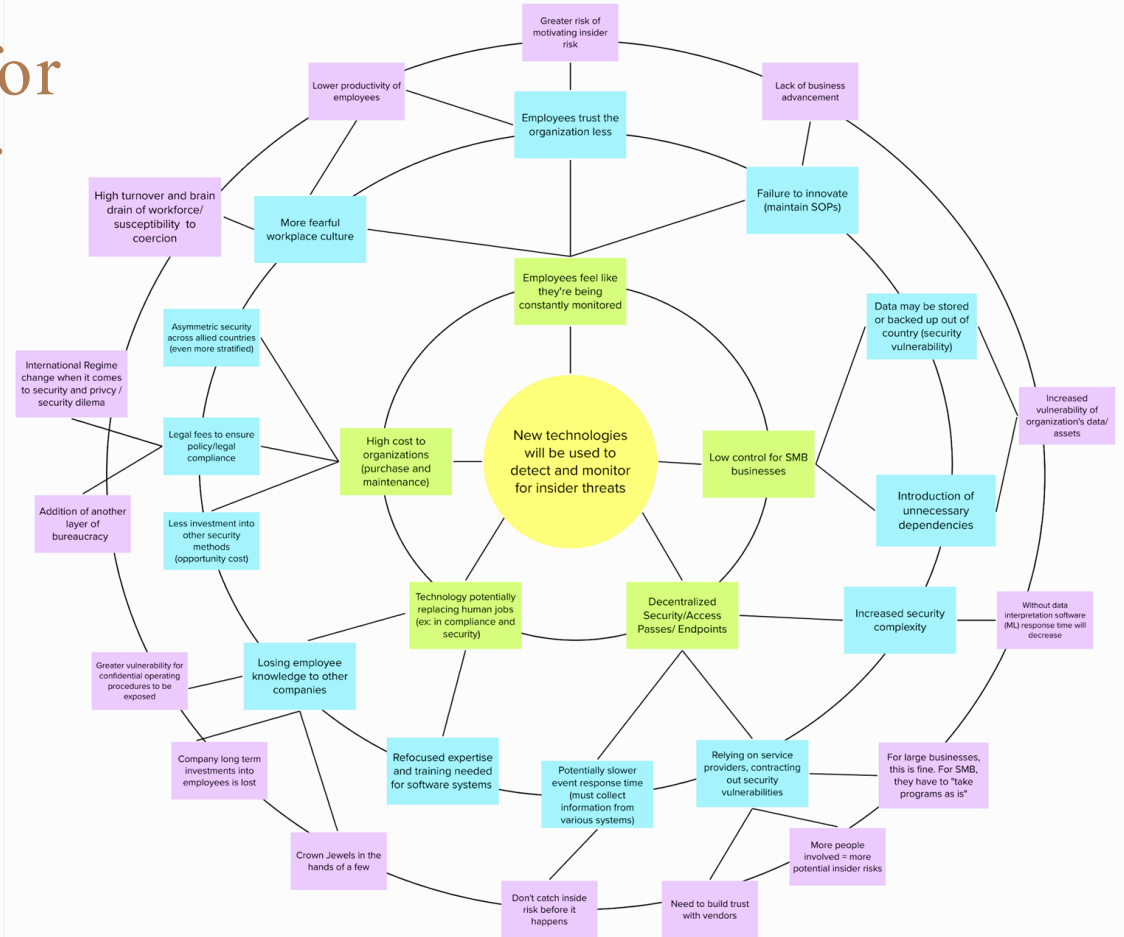 or
.
Greater risk of
motivating insider
risk
Lower productivity of
employees
Lack of business
advancement
Employees trust the
organization less
High turnover and brain
drain of workforce/
susceptibility to
coercion
More fearful
workplace culture
Failure to innovate
(maintain SOPs)
Employees feel like
they're being
constantly monitored
Data may be stored
or backed up out of
country (security
vulnerability)
Asymmetric security
across allied countries
(even more stratified)
International Regime
change when it comes
to security and privcy /
security dilema
Increased
vulnerability of
organization's data/
assets
Legal fees to ensure
policy/legal
compliance
High cost to
organizations
(purchase and
maintenance)
New technologies
will be used to
detect and monitor
for insider threats
Low control for SMB
businesses
Introduction of
unnecessary
dependencies
Addition of another
layer of
bureaucracy
Less investment into
other security
methods
(opportunity cost)
Technology potentially
replacing human jobs
(ex: in compliance and
security)
Decentralized
Security/Access
Passes/ Endpoints
Increased security
complexity
Without data
interpretation software
(ML) response time will
decrease
Greater vulnerability for
confidential operating
procedures to be
exposed
Losing employee
knowledge to other
companies
Company long term
investments into
employees is lost
Refocused expertise
and training needed
for software systems
Potentially slower
event response time
(must collect
information from
various systems)
Relying on service
providers, contracting
out security
vulnerabilities
For large businesses,
this is fine. For SMB,
they have to "take
programs as is"
Crown Jewels in the
hands of a few
More people
involved = more
potential insider risks
Don't catch inside
risk before it
happens
Need to build trust
with vendors